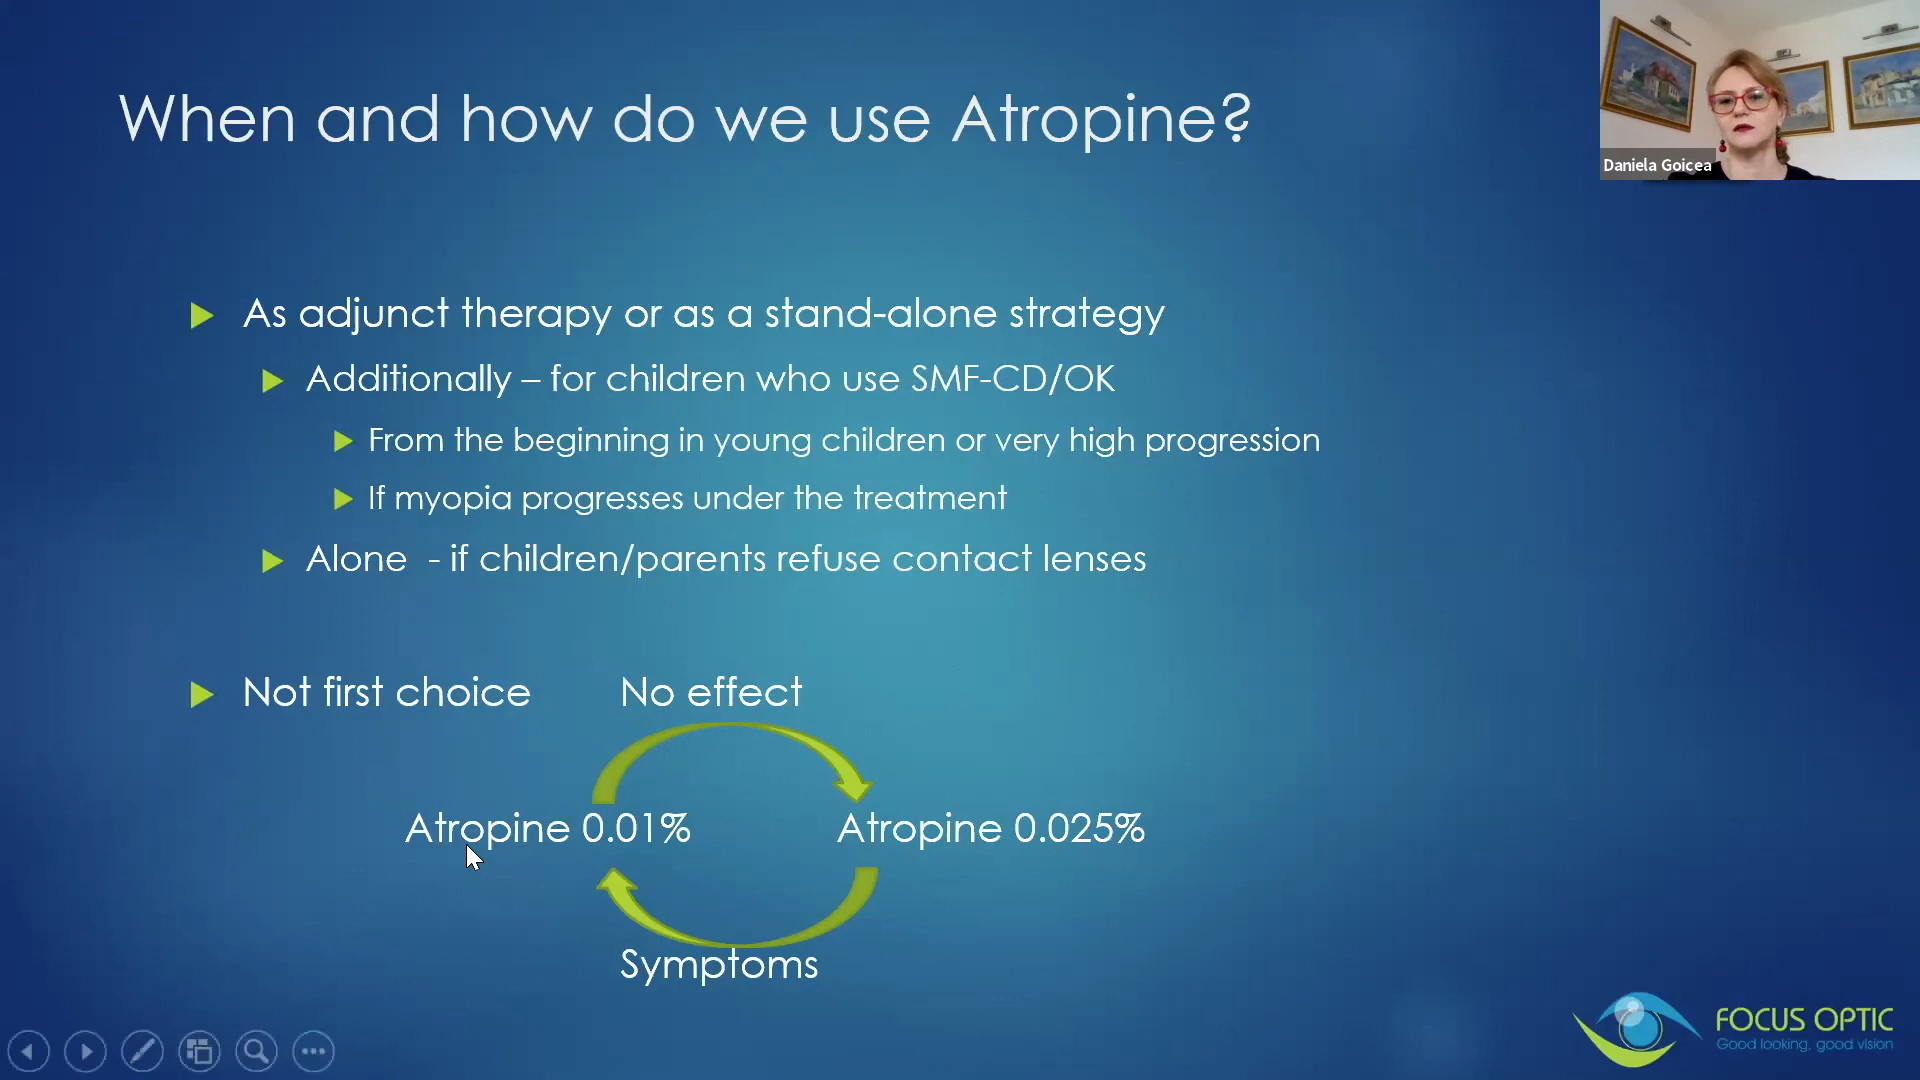 When and how do we use Atropine?
Daniela Goicea
As adjunct therapy or as a stand-alone strategy
Additionally – for children who use SMF-CD/OK
From the beginning in young children or very high progression
If myopia progresses under the treatment
Alone - if children/parents refuse contact lenses
Not first choice
No effect
Atropine 0.01%
Atropine 0.025%
Symptoms
FOCUS OPTIC
Good looking, good vision